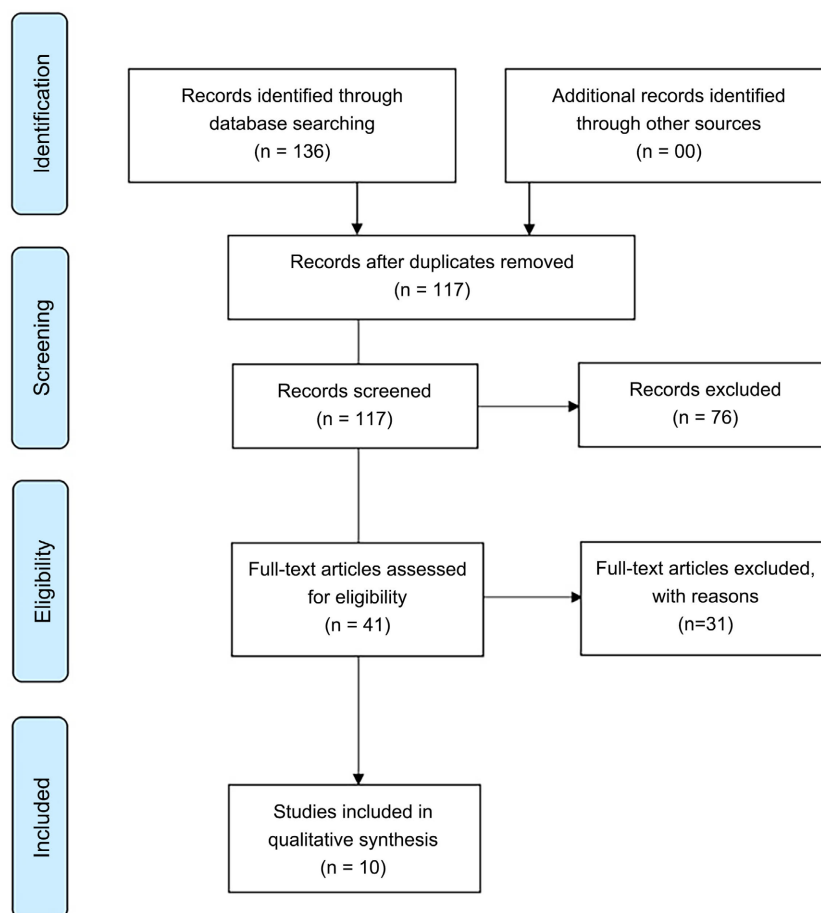 Identification
Records identified through
database searching
(n = 136)
Additional records identified
through other sources
(n = 00)
Records after duplicates removed
(n = 117)
Screening
Records screened
(n = 117)
Records excluded
(n = 76)
Eligibility
Full-text articles assessed
for eligibility
(n = 41)
Full-text articles excluded,
with reasons
(n=31)
Included
Studies included in
qualitative synthesis
(n = 10)